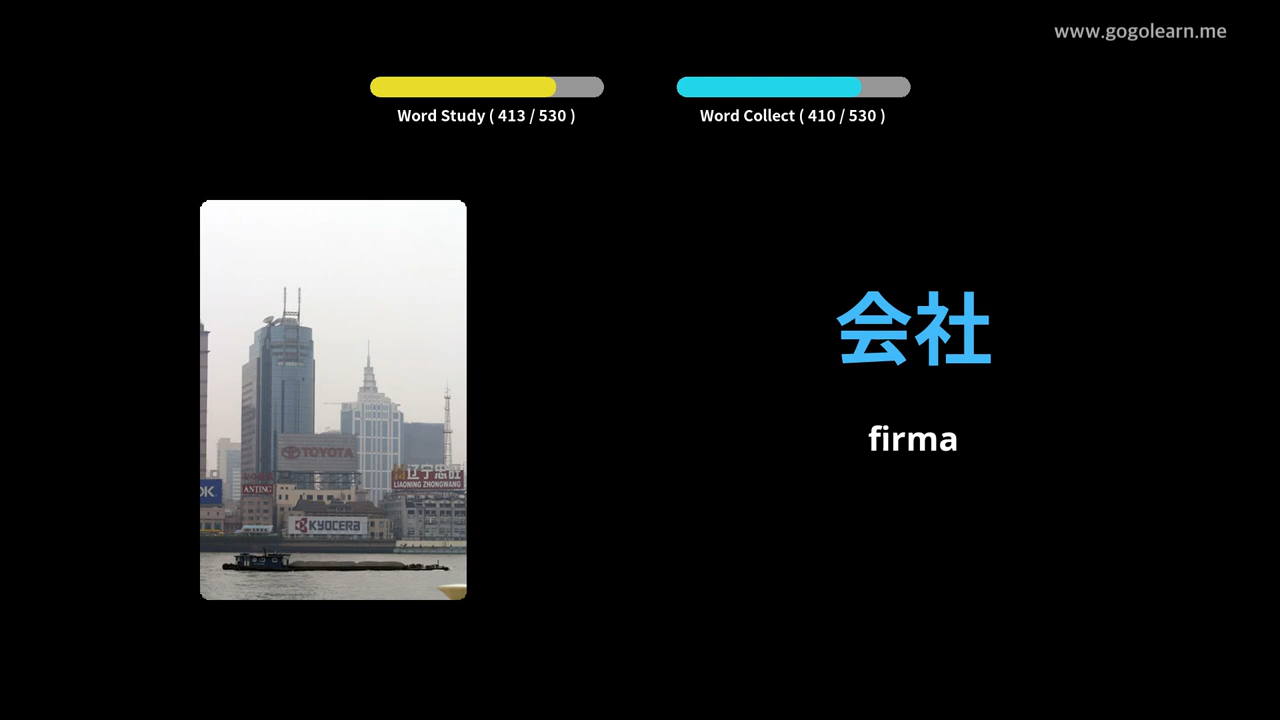 www.gogolearn.me
Word Study ( 413 / 530 )
Word Collect ( 410 / 530 )
会社
firma
TOYOTA
辽宁忠旺
LIAONING ZHONGWANG
OK
ANTING
KYOCERA